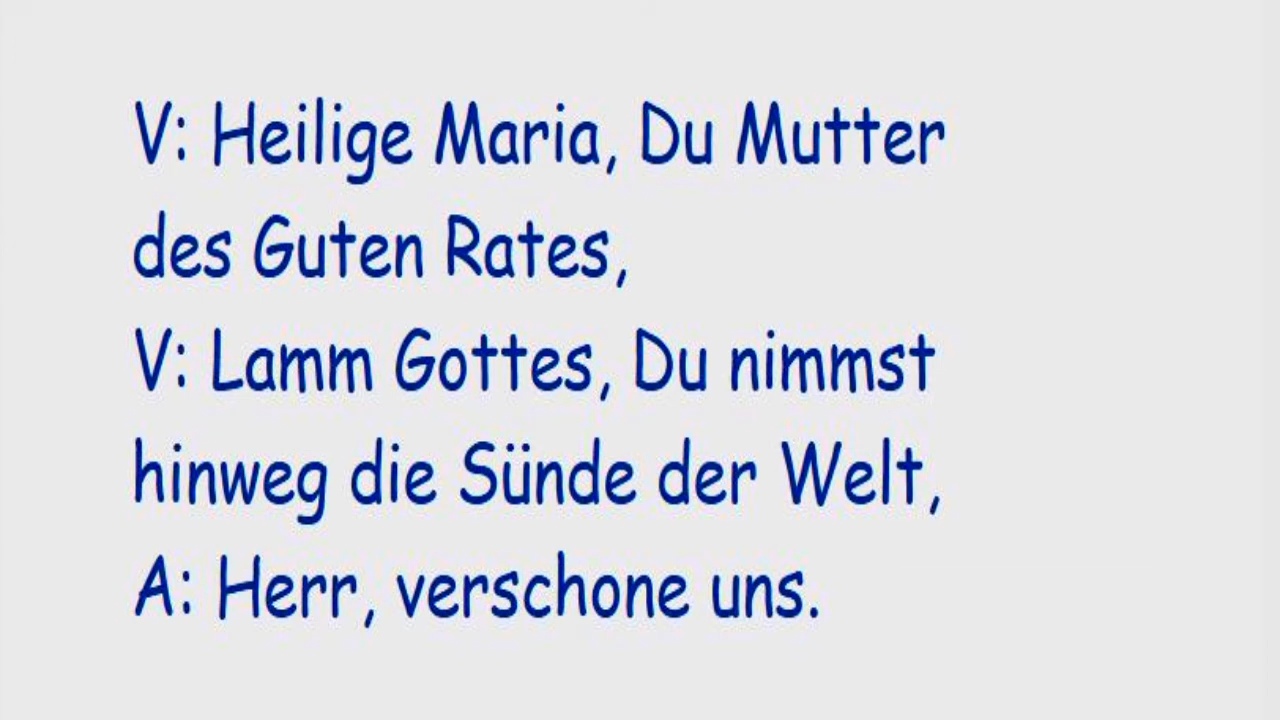 V: Heilige Maria, Du Mutter
des Guten Rates,
V: Lamm Gottes, Du nimmst
hinweg die Sünde der Welt,
A: Herr, verschone uns.